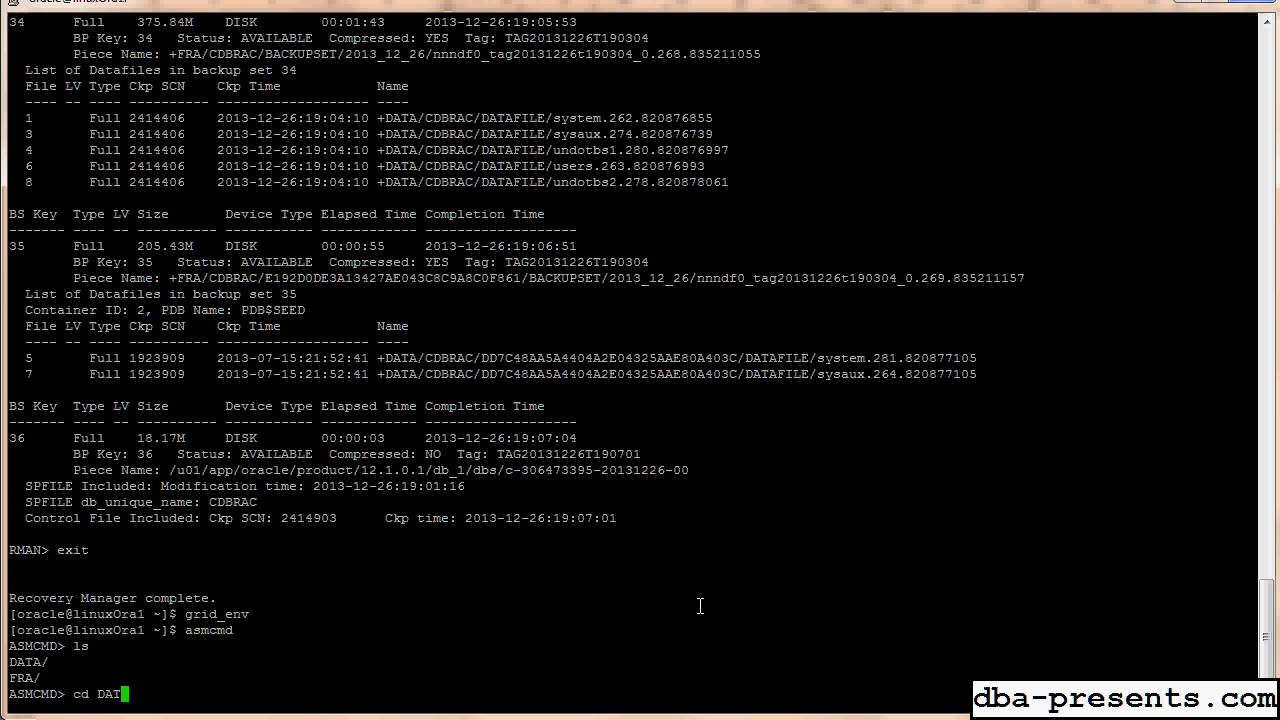 34      Full    375.84M    DISK        00:01:43     2013-12-26:19:05:53
        BP Key: 34   Status: AVAILABLE  Compressed: YES  Tag: TAG20131226T190304
        Piece Name: +FRA/CDBRAC/BACKUPSET/2013_12_26/nnndf0_tag20131226t190304_0.268.835211055
  List of Datafiles in backup set 34
  File LV Type Ckp SCN    Ckp Time            Name
  ---- -- ---- ---------- ------------------- ----
  1       Full 2414406    2013-12-26:19:04:10 +DATA/CDBRAC/DATAFILE/system.262.820876855
  3       Full 2414406    2013-12-26:19:04:10 +DATA/CDBRAC/DATAFILE/sysaux.274.820876739
  4       Full 2414406    2013-12-26:19:04:10 +DATA/CDBRAC/DATAFILE/undotbs1.280.820876997
  6       Full 2414406    2013-12-26:19:04:10 +DATA/CDBRAC/DATAFILE/users.263.820876993
  8       Full 2414406    2013-12-26:19:04:10 +DATA/CDBRAC/DATAFILE/undotbs2.278.820878061
BS Key  Type LV Size       Device Type Elapsed Time Completion Time
------- ---- -- ---------- ----------- ------------ -------------------
35      Full    205.43M    DISK        00:00:55     2013-12-26:19:06:51
        BP Key: 35   Status: AVAILABLE  Compressed: YES  Tag: TAG20131226T190304
        Piece Name: +FRA/CDBRAC/E192D0DE3A13427AE043C8C9A8C0F861/BACKUPSET/2013_12_26/nnndf0_tag20131226t190304_0.269.835211157
  List of Datafiles in backup set 35
  Container ID: 2, PDB Name: PDB$SEED
  File LV Type Ckp SCN    Ckp Time            Name
  ---- -- ---- ---------- ------------------- ----
  5       Full 1923909    2013-07-15:21:52:41 +DATA/CDBRAC/DD7C48AA5A4404A2E04325AAE80A403C/DATAFILE/system.281.820877105
  7       Full 1923909    2013-07-15:21:52:41 +DATA/CDBRAC/DD7C48AA5A4404A2E04325AAE80A403C/DATAFILE/sysaux.264.820877105
BS Key  Type LV Size       Device Type Elapsed Time Completion Time
------- ---- -- ---------- ----------- ------------ -------------------
36      Full    18.17M     DISK        00:00:03     2013-12-26:19:07:04
        BP Key: 36   Status: AVAILABLE  Compressed: NO  Tag: TAG20131226T190701
        Piece Name: /u01/app/oracle/product/12.1.0.1/db_1/dbs/c-306473395-20131226-00
  SPFILE Included: Modification time: 2013-12-26:19:01:16
  SPFILE db_unique_name: CDBRAC
  Control File Included: Ckp SCN: 2414903      Ckp time: 2013-12-26:19:07:01
RMAN> exit
Recovery Manager complete.
[oracle@linuxOra1 ~]$ grid_env
[oracle@linuxOra1 ~]$ asmcmd
ASMCMD> ls
DATA/
FRA/
ASMCMD> cd DAT
dba-presents.com